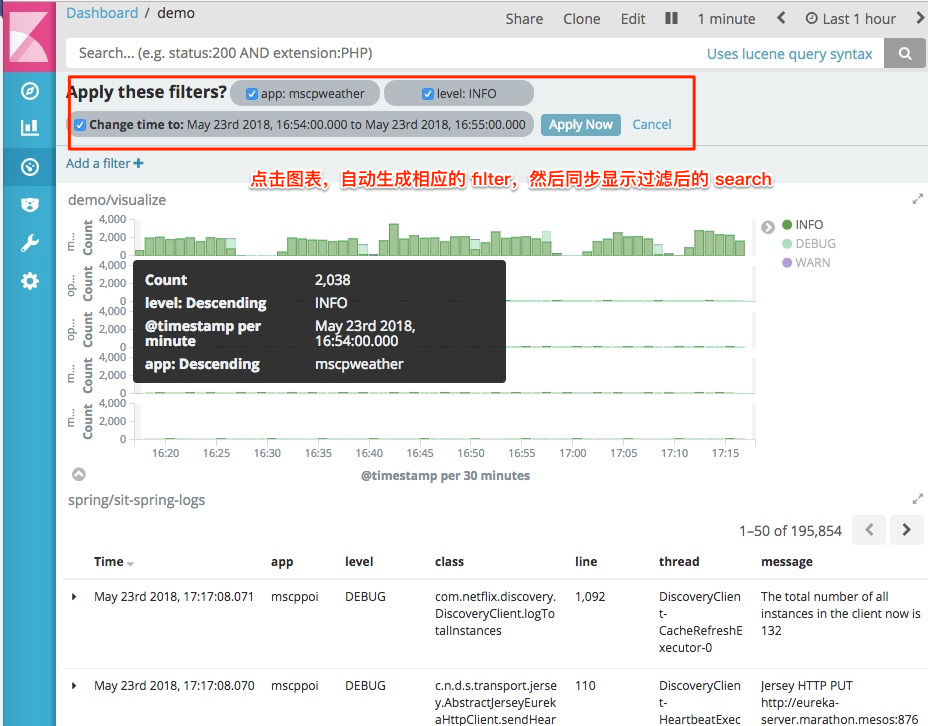 Dashboard / demo
Share Clone Edit 1 minute Last 1 hour
Search... (e.g. status:200 AND extension:PHP) Uses lucene query syntax
Apply these filters? app: mscpweather level: INFO
Change time to: May 23rd 2018, 16:54:00.000 to May 23rd 2018, 16:55:00.000 Apply Now Cancel
Add a filter +
点击图表，自动生成相应的 filter，然后同步显示过滤后的 search
demo/visualize
m... Count 4,000 2,000 0
op... Count 4,000 2,000 0
op... Count 4,000 2,000 0
m... Count 4,000 2,000 0
m... Count 4,000 2,000 0
INFO
DEBUG
WARN
Count 2,038
level: Descending INFO
@timestamp per minute May 23rd 2018, 16:54:00.000
app: Descending mscpweather
16:20 16:25 16:30 16:35 16:40 16:45 16:50 16:55 17:00 17:05 17:10 17:15
@timestamp per 30 minutes
spring/sit-spring-logs
1–50 of 195,854
Time app level class line thread message
May 23rd 2018, 17:17:08.071 mscppoi DEBUG com.netflix.discovery.DiscoveryClient.logTotalInstances 1,092 DiscoveryClient-CacheRefreshExecutor-0 The total number of all instances in the client now is 132
May 23rd 2018, 17:17:08.070 mscppoi DEBUG c.n.d.s.transport.jersey.AbstractJerseyEurekaHttpClient.sendHear 110 DiscoveryClient-HeartbeatExec Jersey HTTP PUT http://eureka-server.marathon.mesos:876